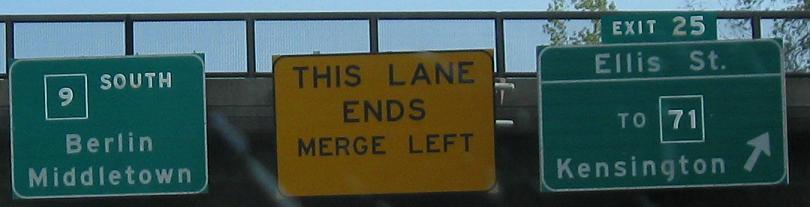 9 SOUTH
Berlin
Middletown
THIS LANE
ENDS
MERGE LEFT
EXIT 25
Ellis St.
TO 71
Kensington